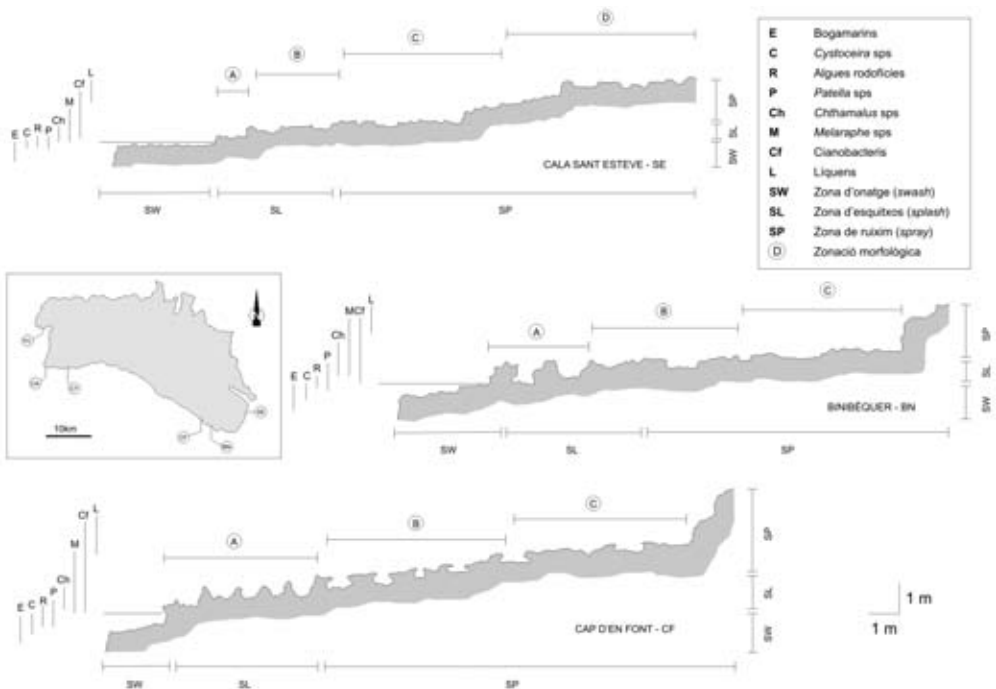 D
C
B
A
L
Cf
M
Ch
E C R P
SP
SL
SW
CALA SANT ESTEVE - SE
SW SL SP
E Bogamarins
C Cystoceira sps
R Algues rodofícies
P Patella sps
Ch Chthamalus sps
M Melaraphe sps
Cf Cianobacteris
L Líquens
SW Zona d'onatge (swash)
SL Zona d'esquitxos (splash)
SP Zona de ruixim (spray)
D Zonació morfològica
10km
L
MCf
Ch
P
R
E C
A
B
C
SP
SL
SW
BINIBÈQUER - BN
SW SL SP
L
Cf
M
Ch
P
R
E C
A
B
C
SP
SL
SW
CAP D'EN FONT - CF
SW SL SP
1 m
1 m